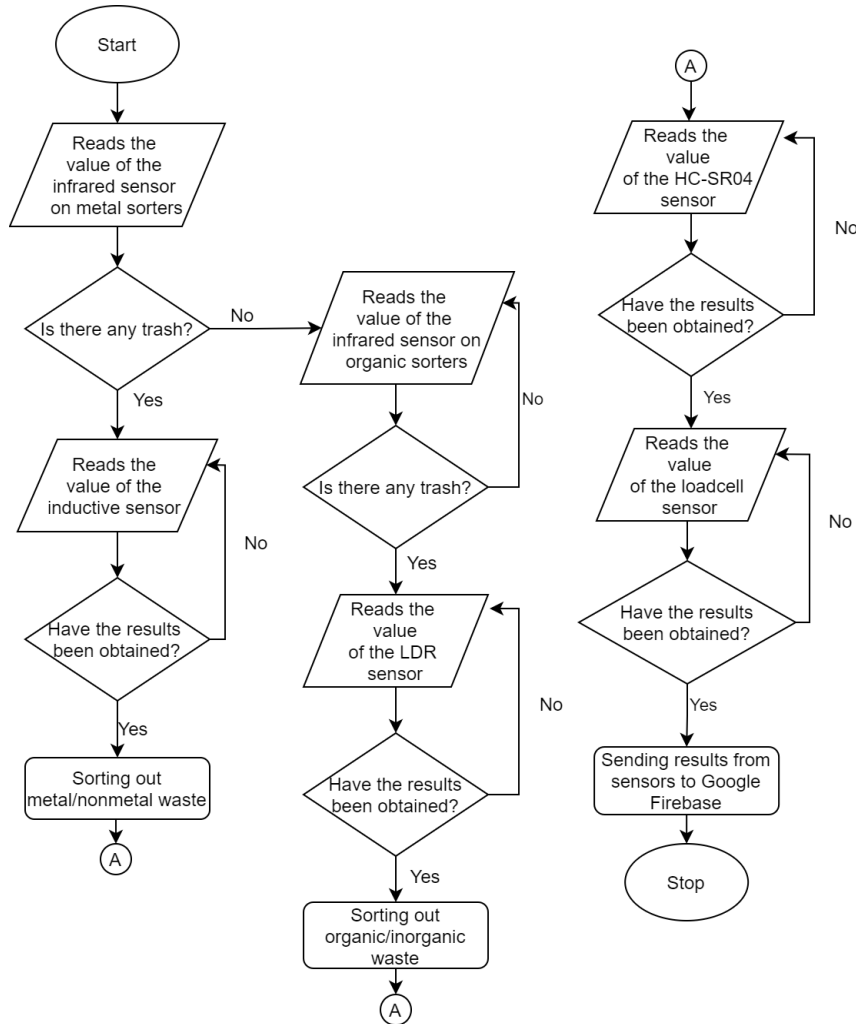 Start
Reads the
value of the
infrared sensor
on metal sorters
Is there any trash?
No
Yes
Reads the
value of the
inductive sensor
No
Have the results
been obtained?
Yes
Sorting out
metal/nonmetal waste
A
Reads the
value of the
infrared sensor on
organic sorters
No
Is there any trash?
Yes
Reads the
value
of the LDR
sensor
No
Have the results
been obtained?
Yes
Sorting out
organic/inorganic
waste
A
A
Reads the
value
of the HC-SR04
sensor
No
Have the results
been obtained?
Yes
Reads the
value
of the loadcell
sensor
No
Have the results
been obtained?
Yes
Sending results from
sensors to Google
Firebase
Stop